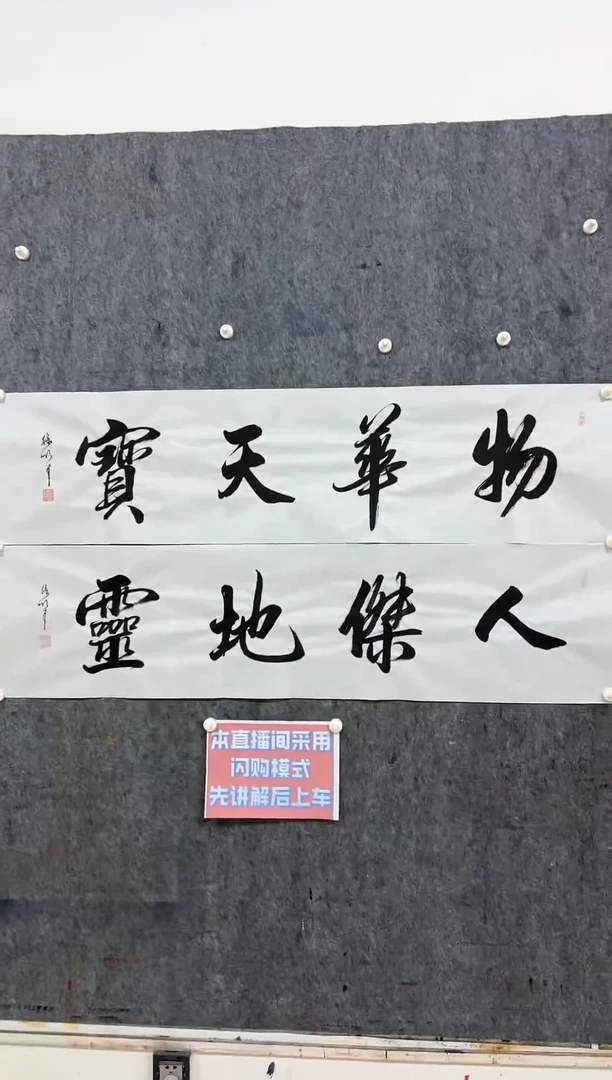 物華天寶
人傑地靈
本直播间采用
闪购模式
先讲解后上车